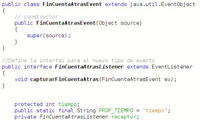 public class FinCuentaAtrasEvent extends java.util.EventObject
{
// constructor
public FinCuentaAtrasEvent(Object source)
{
super(source);
}
}
//Define la interfaz para el nuevo tipo de evento
public interface FinCuentaAtrasListener extends EventListener
{
void capturarFinCuentaAtras(FinCuentaAtrasEvent ev);
}
protected int tiempo;
public static final String PROP_TIEMPO = "tiempo";
private FinCuentaAtrasListener receptor;